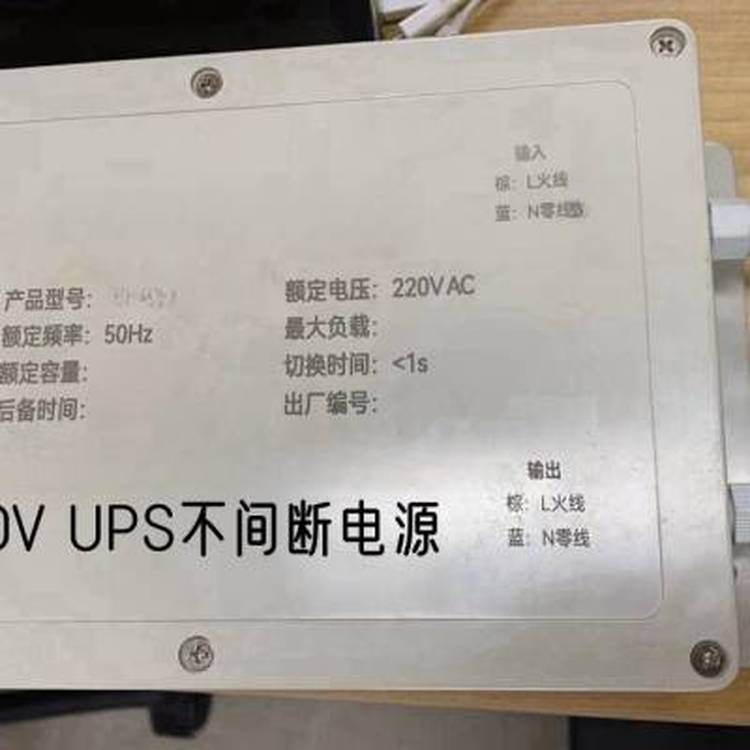 输入
棕：L火线
蓝：N零线
产品型号：
额定频率：50Hz
额定容量：
后备时间：
额定电压：220VAC
最大负载：
切换时间：<1s
出厂编号：
输出
棕：L火线
蓝：N零线
0V UPS不间断电源